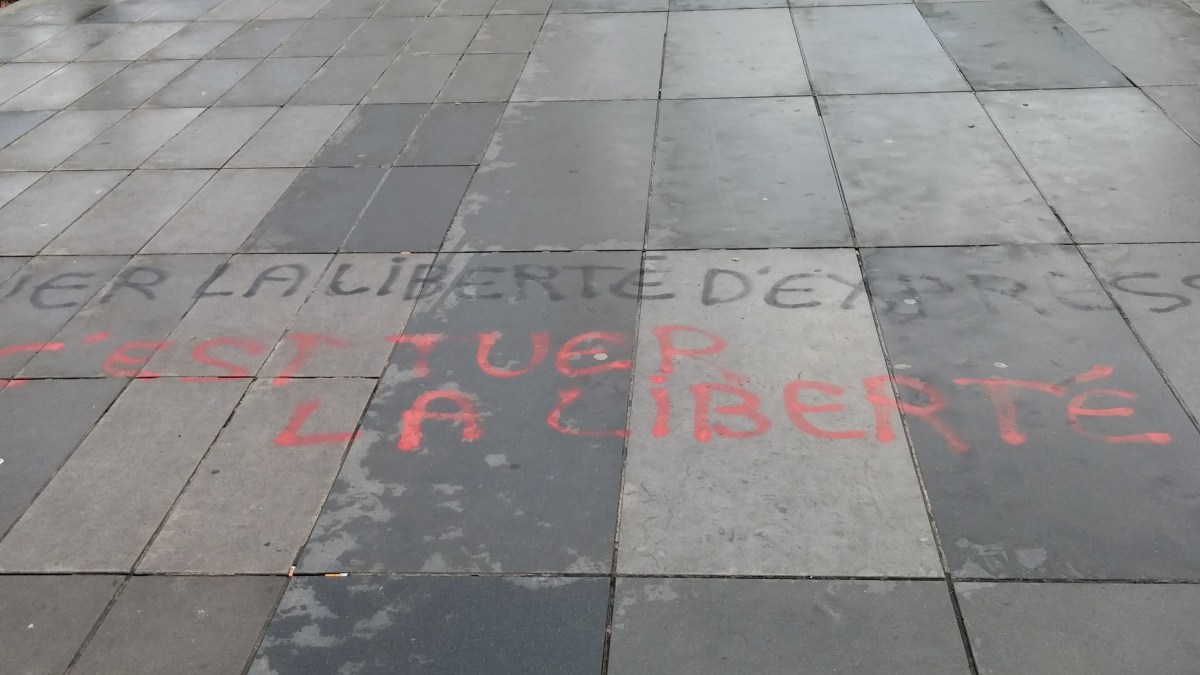 UER LA LiBERTÉ D'EXPRESS
C'EST TUER
LA LiBERTÉ